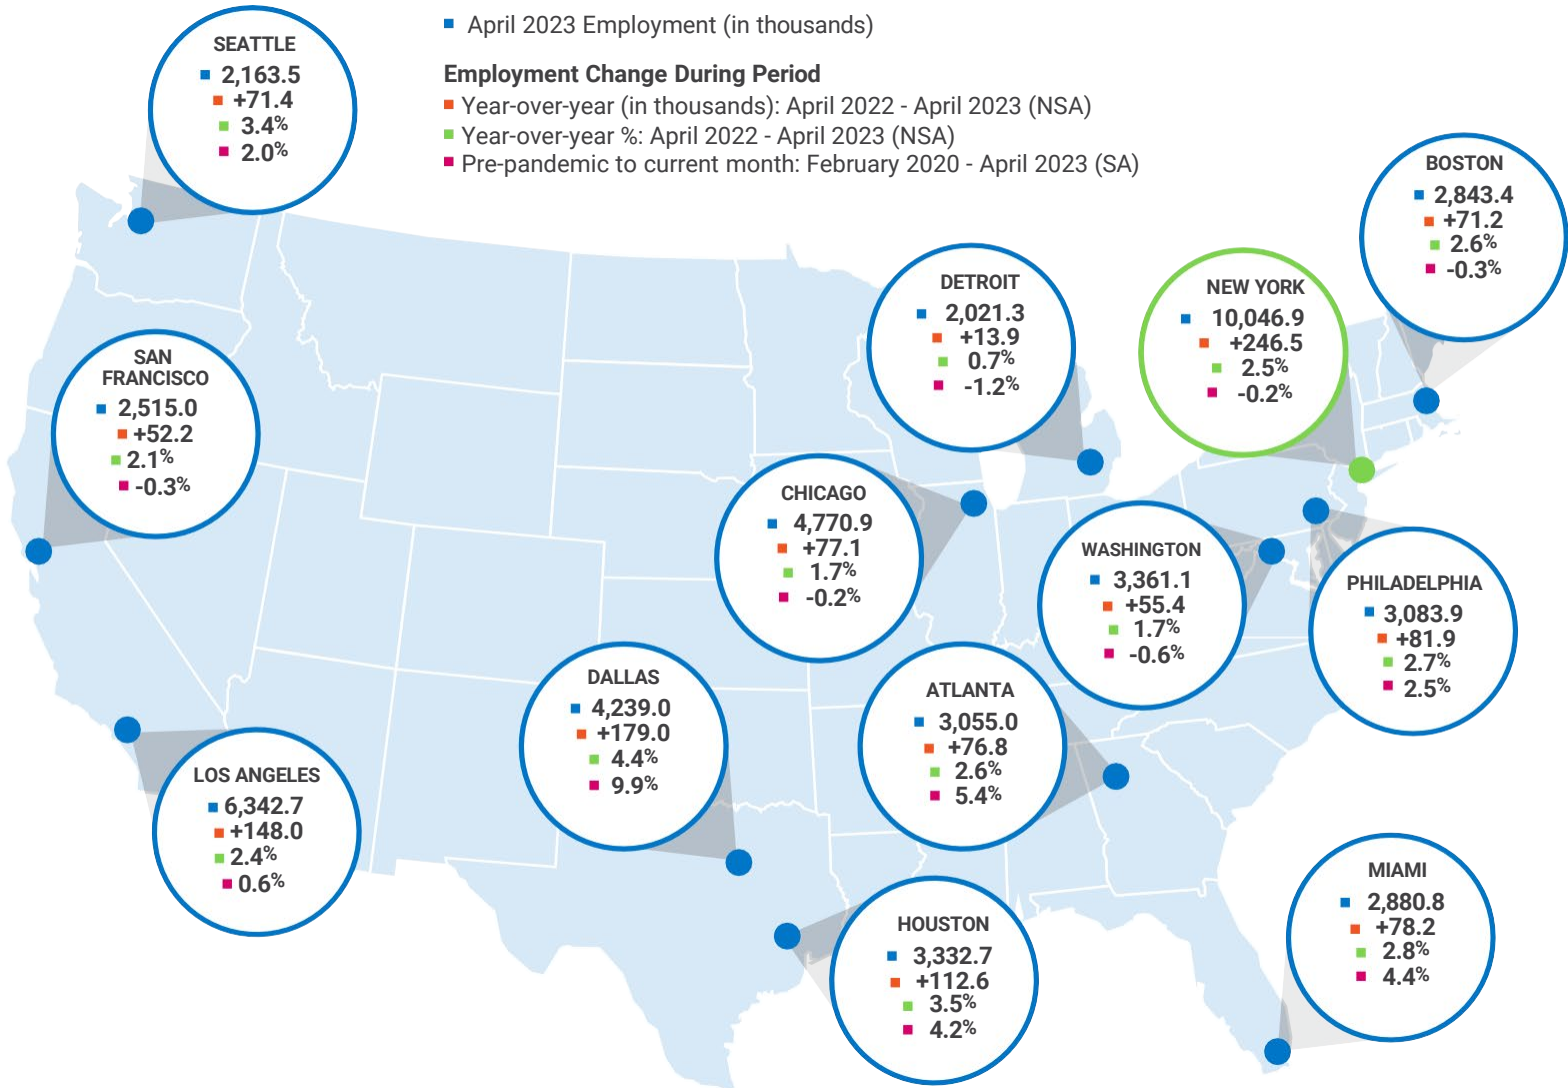 April 2023 Employment (in thousands)
Employment Change During Period
Year-over-year (in thousands): April 2022 - April 2023 (NSA)
Year-over-year %: April 2022 - April 2023 (NSA)
Pre-pandemic to current month: February 2020 - April 2023 (SA)
SEATTLE
2,163.5
+71.4
3.4%
2.0%
BOSTON
2,843.4
+71.2
2.6%
-0.3%
DETROIT
2,021.3
+13.9
0.7%
-1.2%
NEW YORK
10,046.9
+246.5
2.5%
-0.2%
SAN
FRANCISCO
2,515.0
+52.2
2.1%
-0.3%
CHICAGO
4,770.9
+77.1
1.7%
-0.2%
WASHINGTON
3,361.1
+55.4
1.7%
-0.6%
PHILADELPHIA
3,083.9
+81.9
2.7%
2.5%
DALLAS
4,239.0
+179.0
4.4%
9.9%
ATLANTA
3,055.0
+76.8
2.6%
5.4%
LOS ANGELES
6,342.7
+148.0
2.4%
0.6%
HOUSTON
3,332.7
+112.6
3.5%
4.2%
MIAMI
2,880.8
+78.2
2.8%
4.4%